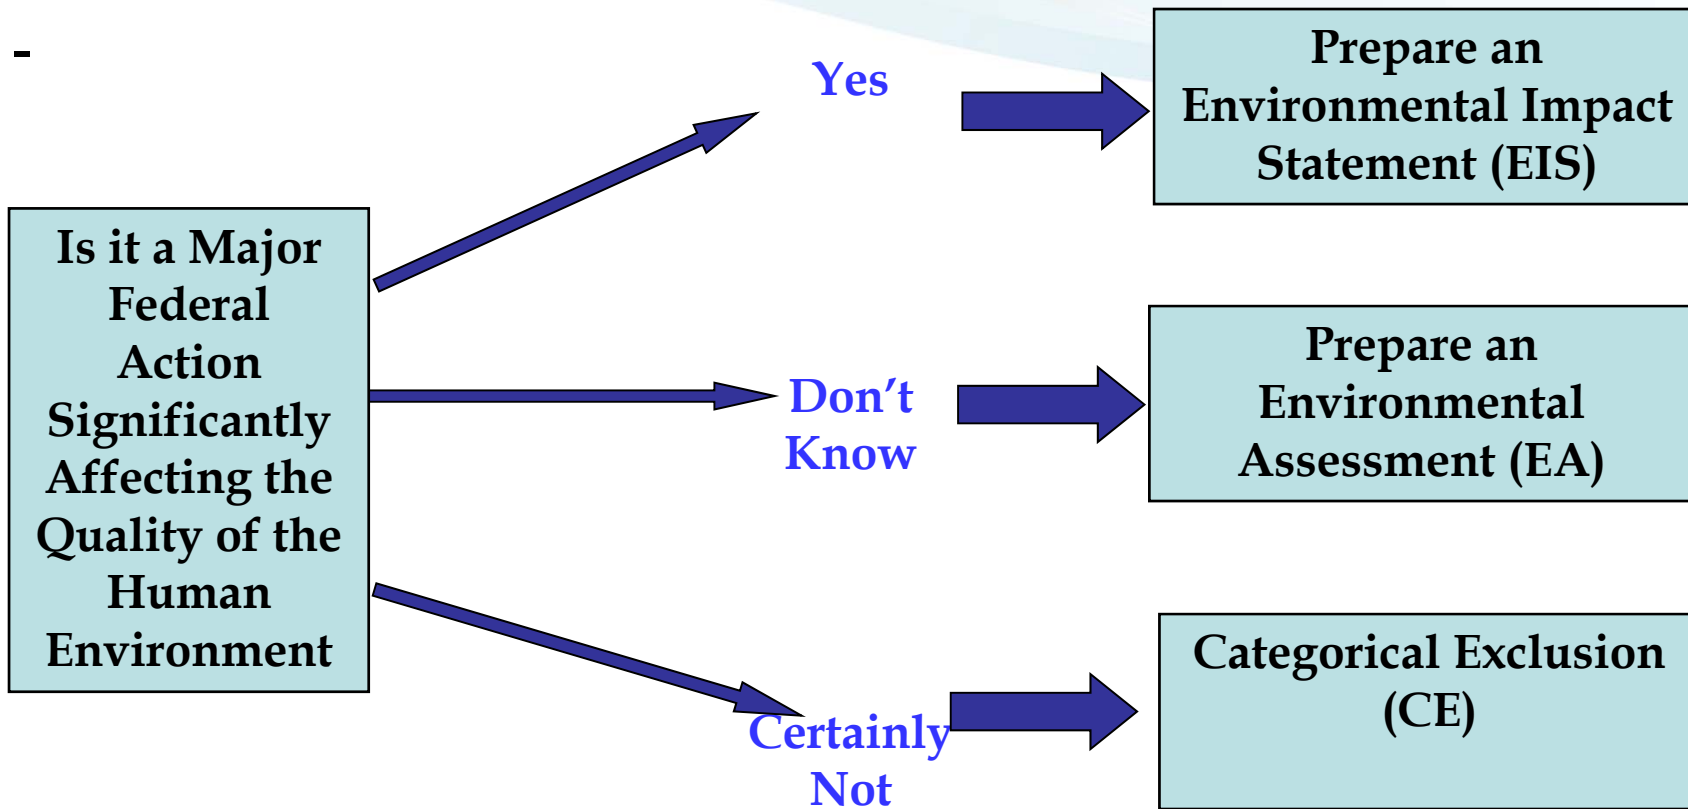 -
Is it a Major
Federal
Action
Significantly
Affecting the
Quality of the
Human
Environment
Yes
Prepare an
Environmental Impact
Statement (EIS)
Don't
Know
Prepare an
Environmental
Assessment (EA)
Certainly
Not
Categorical Exclusion
(CE)